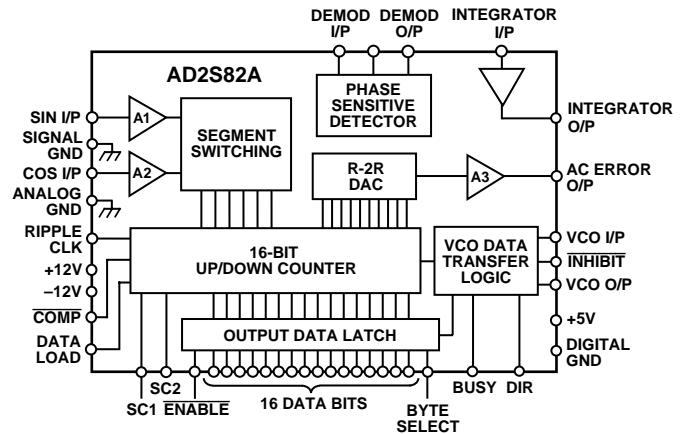 DEMOD I/P
DEMOD O/P
INTEGRATOR I/P
AD2S82A
PHASE
SENSITIVE
DETECTOR
SIN I/P
A1
SEGMENT
SWITCHING
INTEGRATOR
O/P
SIGNAL
GND
COS I/P
A2
R-2R
DAC
A3
AC ERROR
O/P
ANALOG
GND
RIPPLE
CLK
16-BIT
UP/DOWN COUNTER
VCO DATA
TRANSFER
LOGIC
VCO I/P
INHIBIT
VCO O/P
+12V
–12V
COMP
DATA
LOAD
OUTPUT DATA LATCH
+5V
DIGITAL
GND
SC1
SC2
ENABLE
16 DATA BITS
BYTE
SELECT
BUSY
DIR